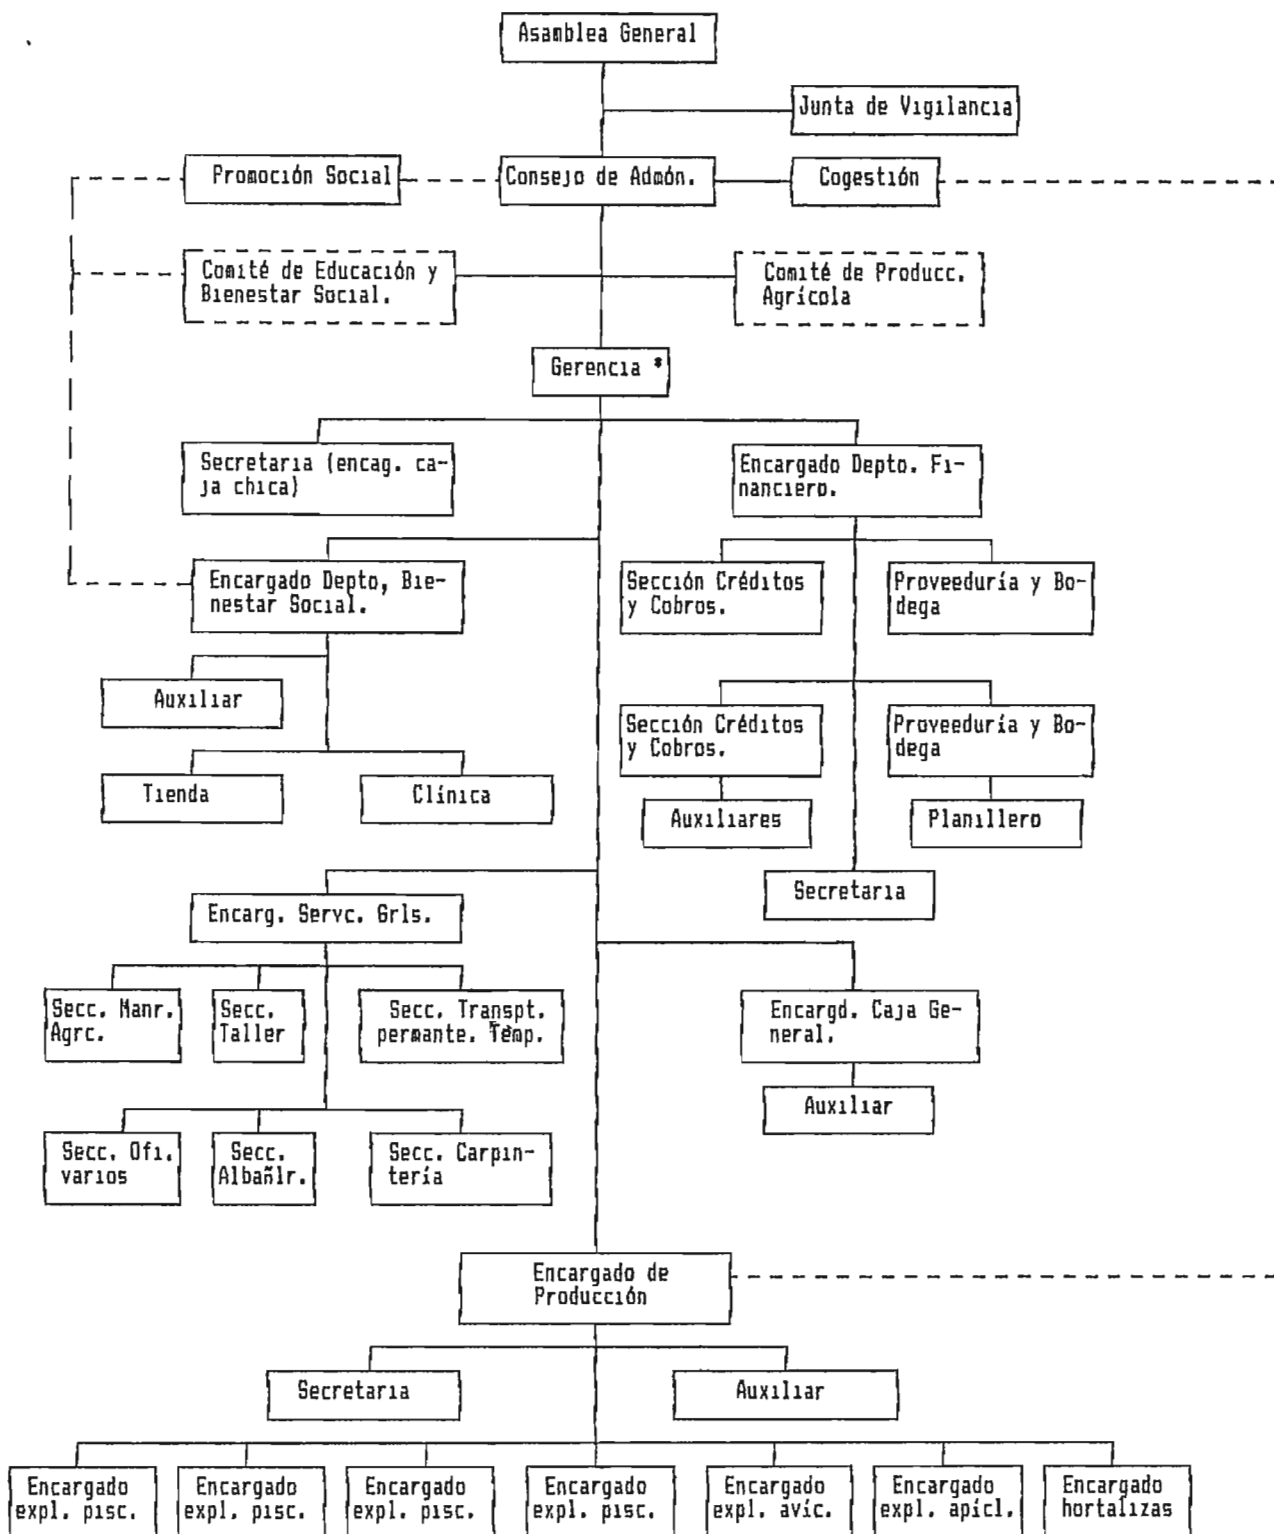 Asamblea General
Junta de Vigilancia
Promoción Social
Consejo de Admón.
Cogestión
Comité de Educación y
Bienestar Social.
Comité de Producc.
Agrícola
Gerencia *
Secretaria (encag. ca-
ja chica)
Encargado Depto. Fi-
nanciero.
Encargado Depto, Bie-
nestar Social.
Sección Créditos
y Cobros.
Proveeduría y Bo-
dega
Auxiliar
Sección Créditos
y Cobros.
Proveeduría y Bo-
dega
Tienda
Clínica
Auxiliares
Planillero
Secretaria
Encarg. Servc. Grls.
Secc. Manr.
Agrc.
Secc.
Taller
Secc. Transpt.
permante. Temp.
Encargd. Caja Ge-
neral.
Auxiliar
Secc. Ofi.
varios
Secc.
Albañlr.
Secc. Carpin-
tería
Encargado de
Producción
Secretaria
Auxiliar
Encargado
expl. pisc.
Encargado
expl. pisc.
Encargado
expl. pisc.
Encargado
expl. pisc.
Encargado
expl. avíc.
Encargado
expl. apicl.
Encargado
hortalizas